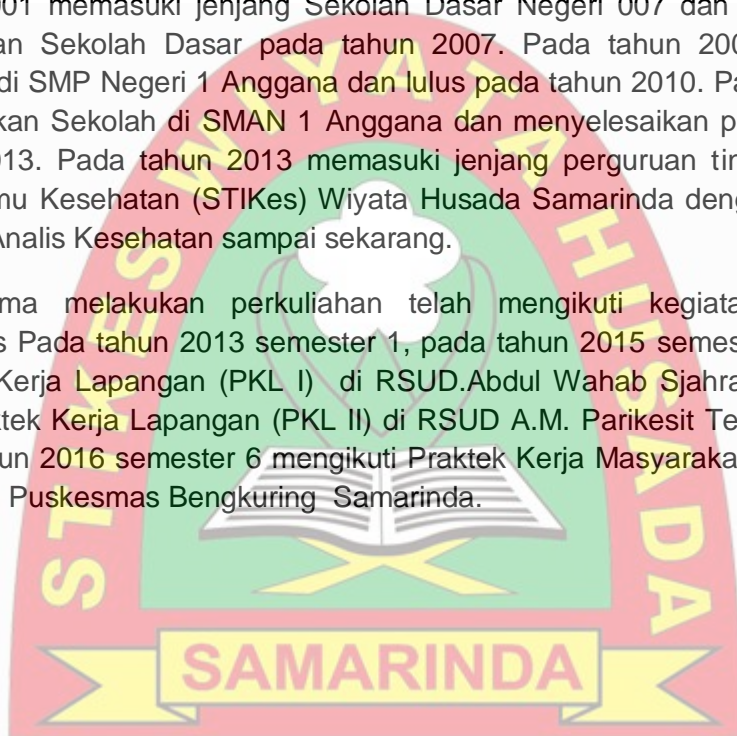 001 memasuki jenjang Sekolah Dasar Negeri 007 dan
an Sekolah Dasar pada tahun 2007. Pada tahun 200
di SMP Negeri 1 Anggana dan lulus pada tahun 2010. Pa
kan Sekolah di SMAN 1 Anggana dan menyelesaikan p
013. Pada tahun 2013 memasuki jenjang perguruan tin
mu Kesehatan (STIKes) Wiyata Husada Samarinda deng
Analis Kesehatan sampai sekarang.
ma melakukan perkuliahan telah mengikuti kegiata
s Pada tahun 2013 semester 1, pada tahun 2015 semes
Kerja Lapangan (PKL I) di RSUD.Abdul Wahab Sjahra
ktek Kerja Lapangan (PKL II) di RSUD A.M. Parikesit Te
un 2016 semester 6 mengikuti Praktek Kerja Masyaraka
Puskesmas Bengkuring Samarinda.
STIKES WIYATA HUSADA
SAMARINDA